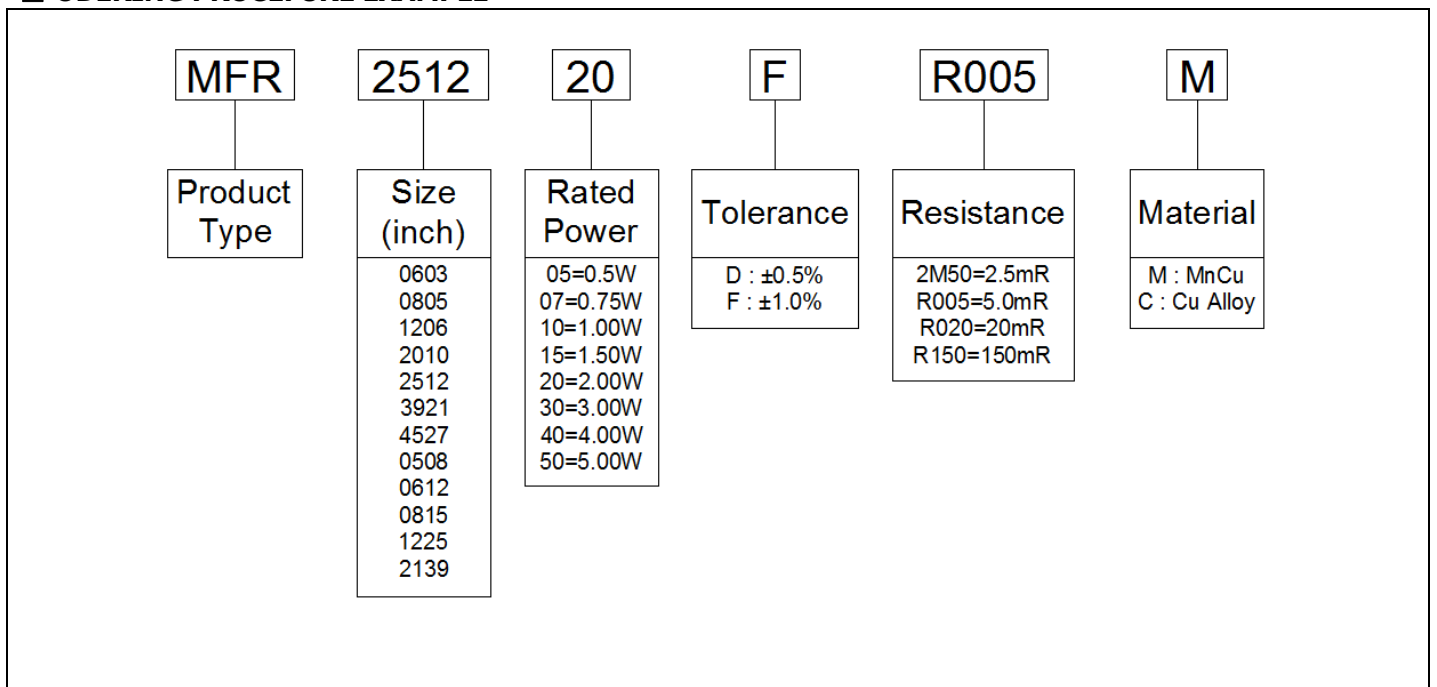 MFR 2512 20 F R005 M
Product
Type
Size
(inch)
0603
0805
1206
2010
2512
3921
4527
0508
0612
0815
1225
2139
Rated
Power
05=0.5W
07=0.75W
10=1.00W
15=1.50W
20=2.00W
30=3.00W
40=4.00W
50=5.00W
Tolerance
D : ±0.5%
F : ±1.0%
Resistance
2M50=2.5mR
R005=5.0mR
R020=20mR
R150=150mR
Material
M : MnCu
C : Cu Alloy